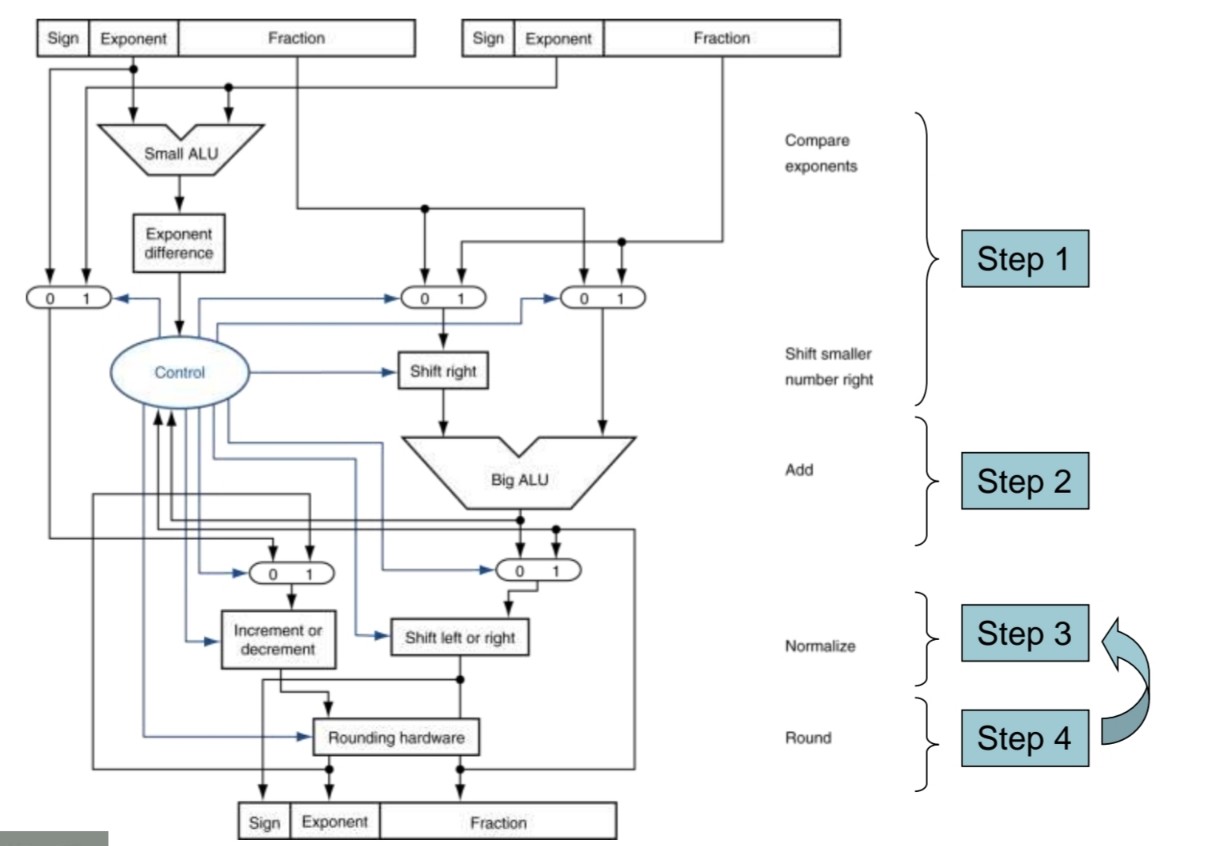 Sign Exponent Fraction
Sign Exponent Fraction
Small ALU
Compare
exponents
Exponent
difference
Step 1
0 1
0 1
0 1
Control
Shift right
Shift smaller
number right
Big ALU
Add
Step 2
0 1
0 1
Increment or
decrement
Shift left or right
Normalize
Step 3
Rounding hardware
Round
Step 4
Sign Exponent Fraction